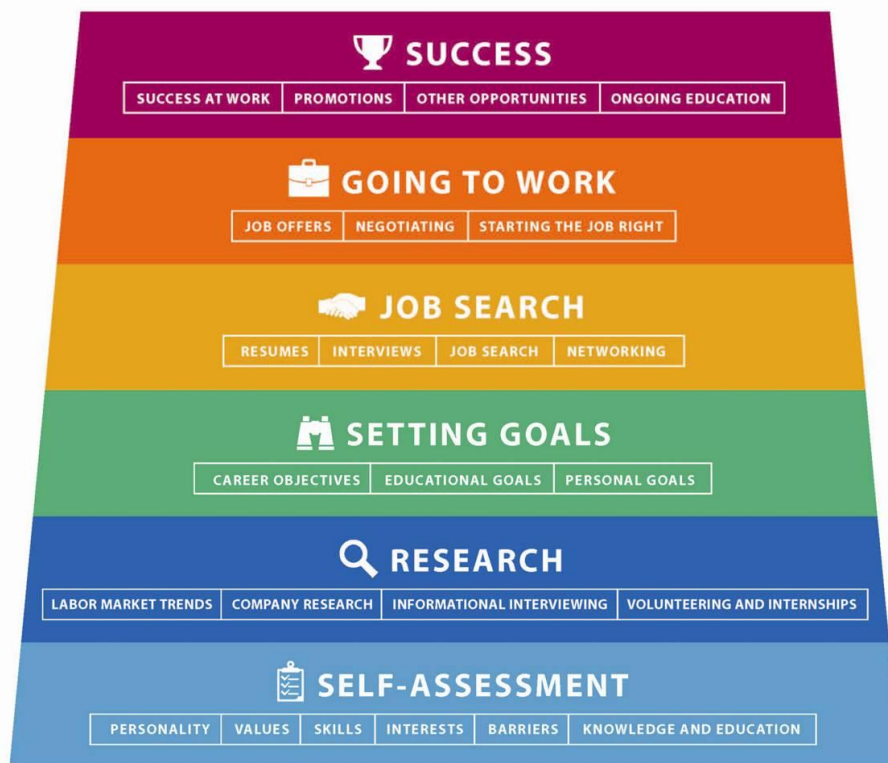 SUCCESS
SUCCESS AT WORK PROMOTIONS OTHER OPPORTUNITIES ONGOING EDUCATION
GOING TO WORK
JOB OFFERS NEGOTIATING STARTING THE JOB RIGHT
JOB SEARCH
RESUMES INTERVIEWS JOB SEARCH NETWORKING
SETTING GOALS
CAREER OBJECTIVES EDUCATIONAL GOALS PERSONAL GOALS
RESEARCH
LABOR MARKET TRENDS COMPANY RESEARCH INFORMATIONAL INTERVIEWING VOLUNTEERING AND INTERNSHIPS
SELF-ASSESSMENT
PERSONALITY VALUES SKILLS INTERESTS BARRIERS KNOWLEDGE AND EDUCATION